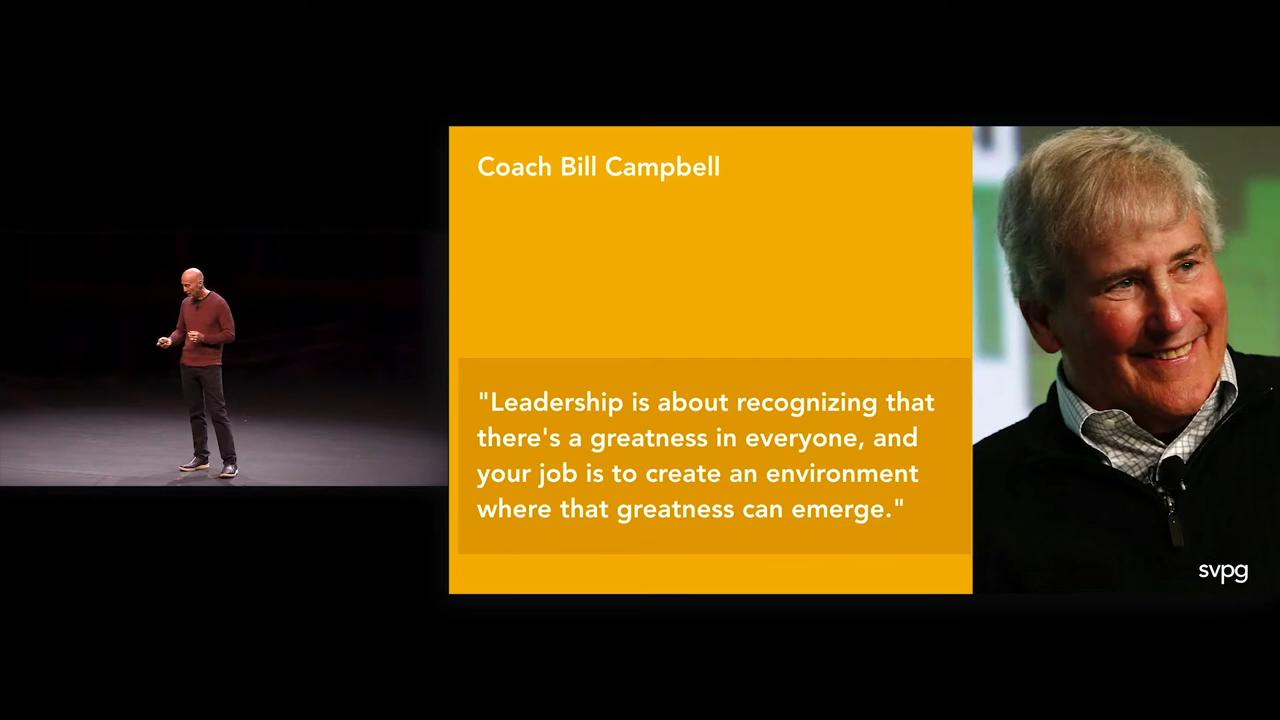 Coach Bill Campbell
"Leadership is about recognizing that
there's a greatness in everyone, and
your job is to create an environment
where that greatness can emerge."
svpg